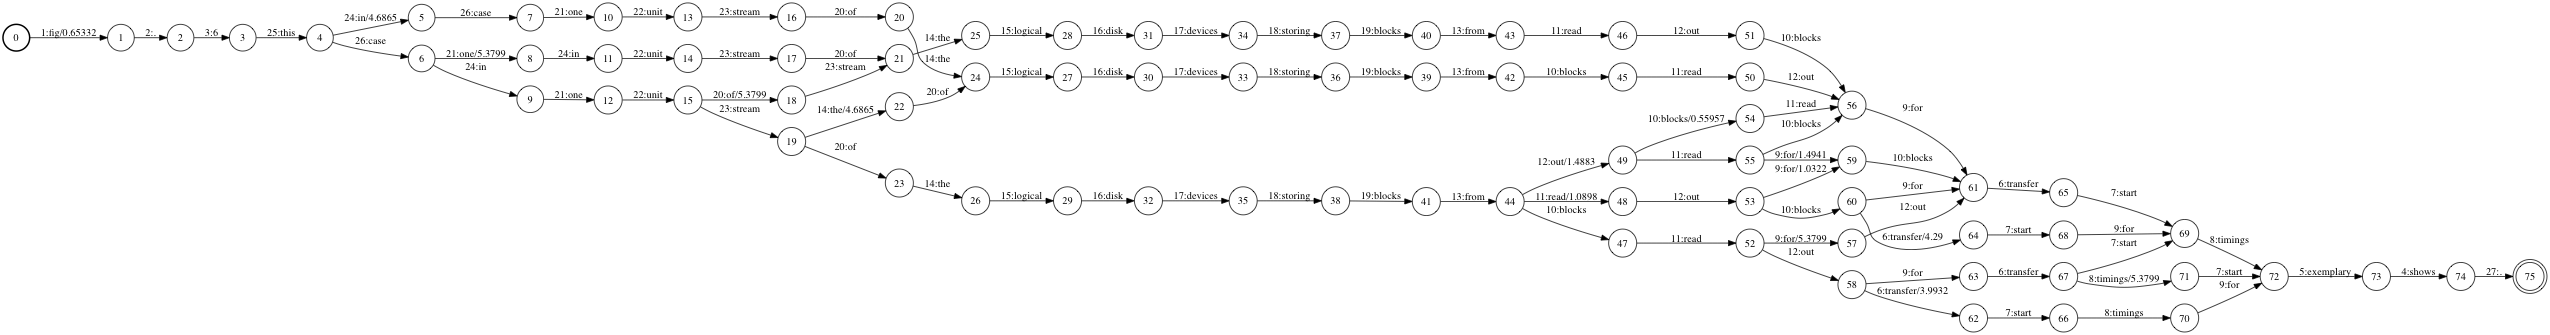 0 1:fig/0.65332 1 2:. 2 3:6 3 25:this 4
24:in/4.6865 5 26:case 7 21:one 10 22:unit 13 23:stream 16 20:of 20
26:case 6 21:one/5.3799 8 24:in 11 22:unit 14 23:stream 17 20:of 21
24:in 9 21:one 12 22:unit 15 20:of/5.3799 18 23:stream
23:stream 19 14:the/4.6865 22 20:of
20:of 23 14:the
14:the 25 15:logical 28 16:disk 31 17:devices 34 18:storing 37 19:blocks 40 13:from 43 11:read 46 12:out 51 10:blocks
14:the 24 15:logical 27 16:disk 30 17:devices 33 18:storing 36 19:blocks 39 13:from 42 10:blocks 45 11:read 50 12:out 56 9:for
26 15:logical 29 16:disk 32 17:devices 35 18:storing 38 19:blocks 41 13:from 44
12:out/1.4883 49 10:blocks/0.55957 54 11:read
11:read 55 10:blocks
9:for/1.4941 59 10:blocks 61 6:transfer 65 7:start
11:read/1.0898 48 12:out 53 9:for/1.0322
10:blocks 60 9:for
6:transfer/4.29 64 7:start 68 9:for 69 8:timings
10:blocks 47 11:read 52 9:for/5.3799 57 12:out
12:out 58 9:for 63 6:transfer 67 7:start
8:timings/5.3799 71 7:start 72 5:exemplary 73 4:shows 74 27:. 75
6:transfer/3.9932 62 7:start 66 8:timings 70 9:for